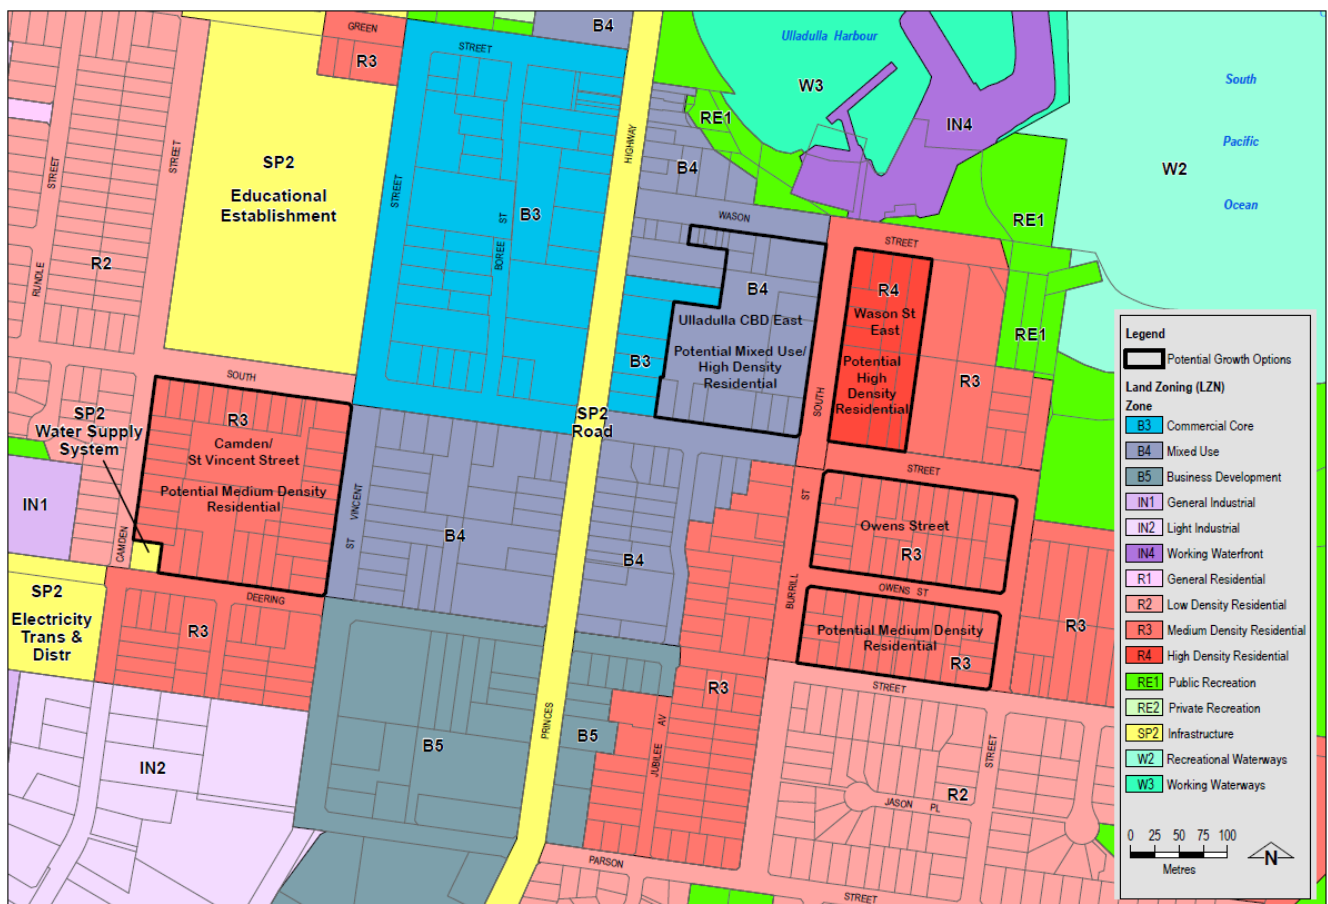 GREEN
R3
STREET
B4
Ulladulla Harbour
W3
South
Pacific
Ocean
W2
IN4
RE1
B4
HIGHWAY
SP2
Educational
Establishment
STREET
STREET
STREET
B3
BOREE ST
WASON
STREET
RE1
R2
RUNDLE
B4
Ulladulla CBD East
Potential Mixed Use/
High Density
Residential
R4
Wason St
East
Potential
High
Density
Residential
R3
RE1
B3
SOUTH
SP2
Road
SOUTH
STREET
SP2
Water Supply
System
R3
Camden/
St Vincent Street
Potential Medium Density
Residential
IN1
CAMDEN
ST VINCENT
B4
B4
BURRILL ST
Owens Street
R3
OWENS ST
Potential Medium Density
Residential
R3
STREET
R3
SP2
Electricity
Trans &
Distr
DEERING
R3
R3
IN2
B5
PRINCES
B5
JUBILEE AV
STREET
R2
JASON PL
PARSON
STREET
Legend
Potential Growth Options
Land Zoning (LZN)
Zone
B3 Commercial Core
B4 Mixed Use
B5 Business Development
IN1 General Industrial
IN2 Light Industrial
IN4 Working Waterfront
R1 General Residential
R2 Low Density Residential
R3 Medium Density Residential
R4 High Density Residential
RE1 Public Recreation
RE2 Private Recreation
SP2 Infrastructure
W2 Recreational Waterways
W3 Working Waterways
0 25 50 75 100
Metres
N